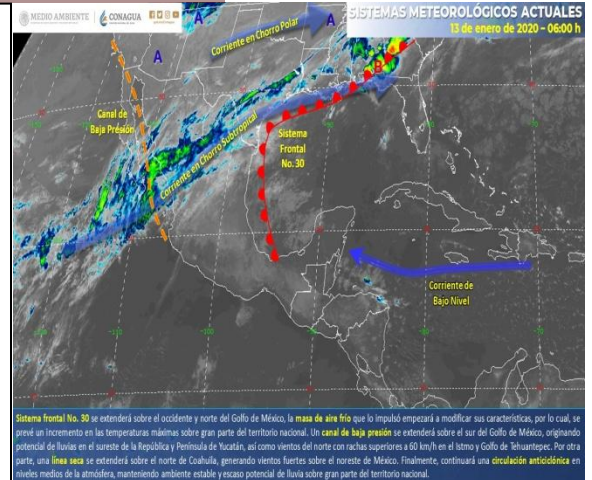 MEDIO AMBIENTE
CONAGUA
SISTEMAS METEOROLÓGICOS ACTUALES
13 de enero de 2020 – 06:00 h
A
A
Corriente en Chorro Polar
A
B
Canal de
Baja Presión
Corriente en Chorro Subtropical
Sistema
Frontal
No. 30
Corriente de
Bajo Nivel
Sistema frontal No. 30 se extenderá sobre el occidente y norte del Golfo de México, la masa de aire frío que lo impulsó empezará a modificar sus características, por lo cual, se
prevé un incremento en las temperaturas máximas sobre gran parte del territorio nacional. Un canal de baja presión se extenderá sobre el sur del Golfo de México, originando
potencial de lluvias en el sureste de la República y Península de Yucatán, así como vientos del norte con rachas superiores a 60 km/h en el Istmo y Golfo de Tehuantepec. Por otra
parte, una línea seca se extenderá sobre el norte de Coahuila, generando vientos fuertes sobre el noreste de México. Finalmente, continuará una circulación anticiclónica en
niveles medios de la atmósfera, manteniendo ambiente estable y escaso potencial de lluvia sobre gran parte del territorio nacional.